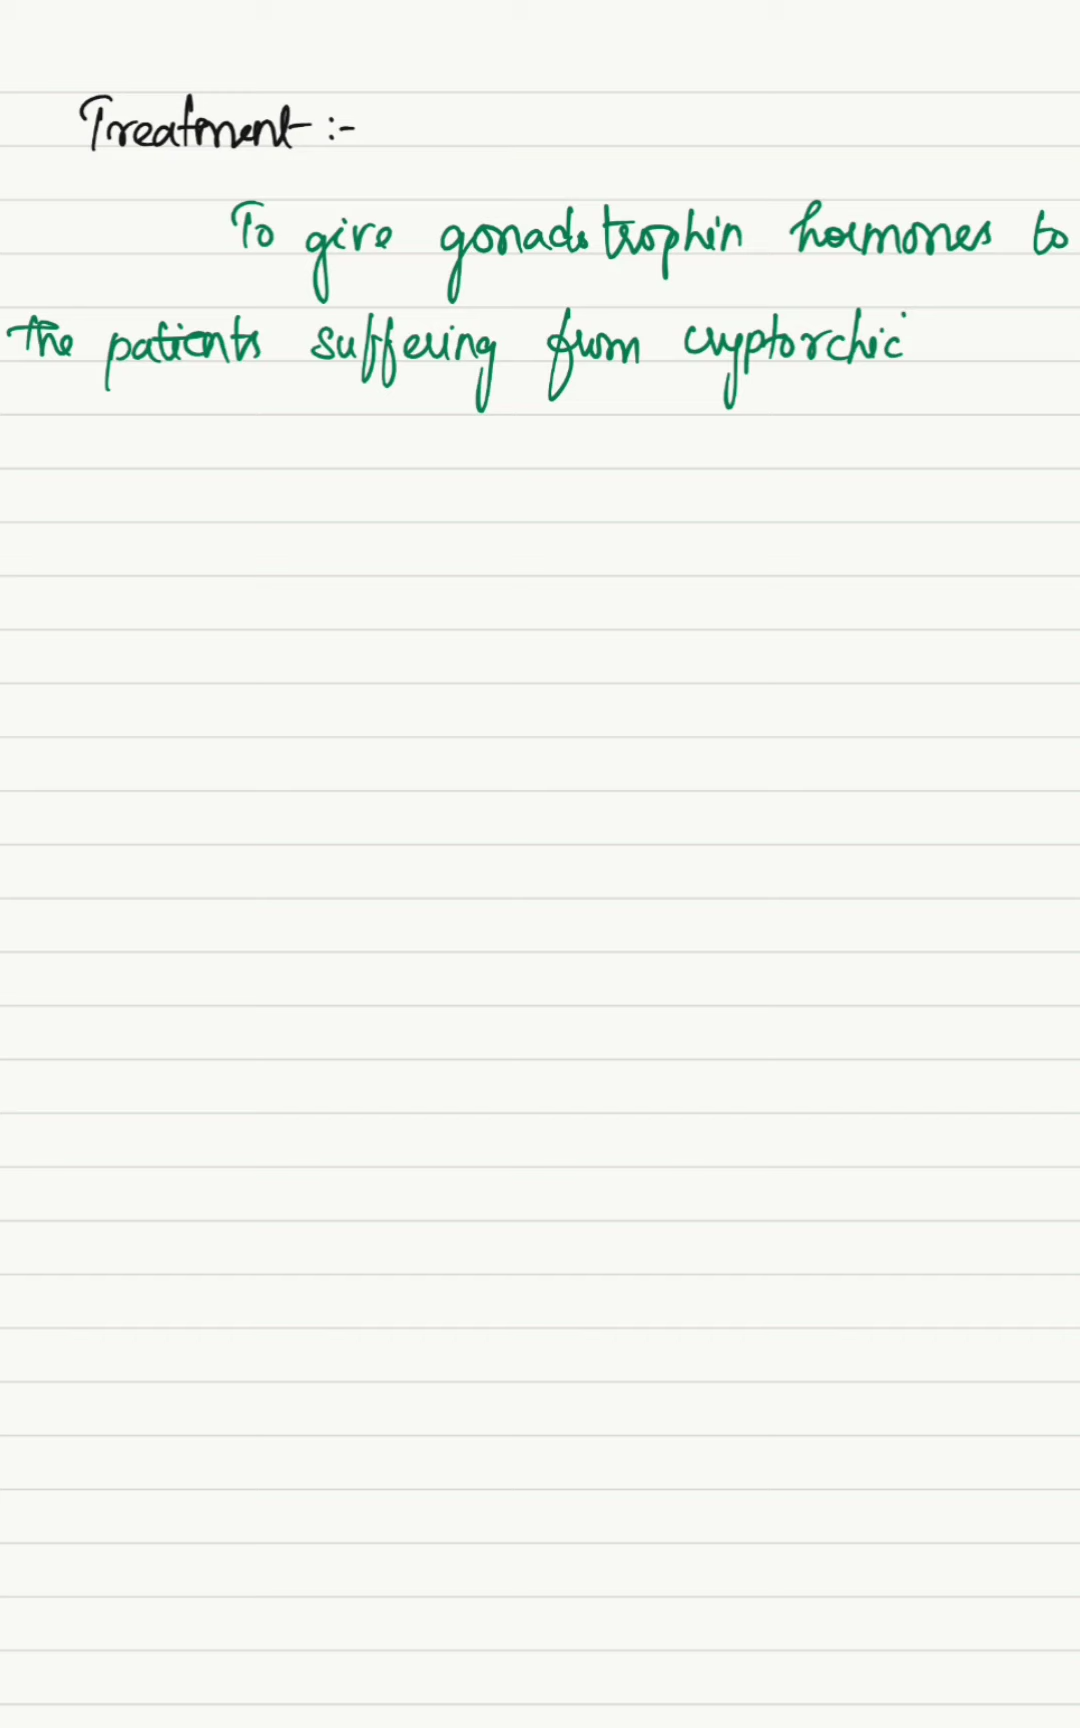 Treatment :-
To give gonadotrophin hormones to
the patients suffering from cryptorchic